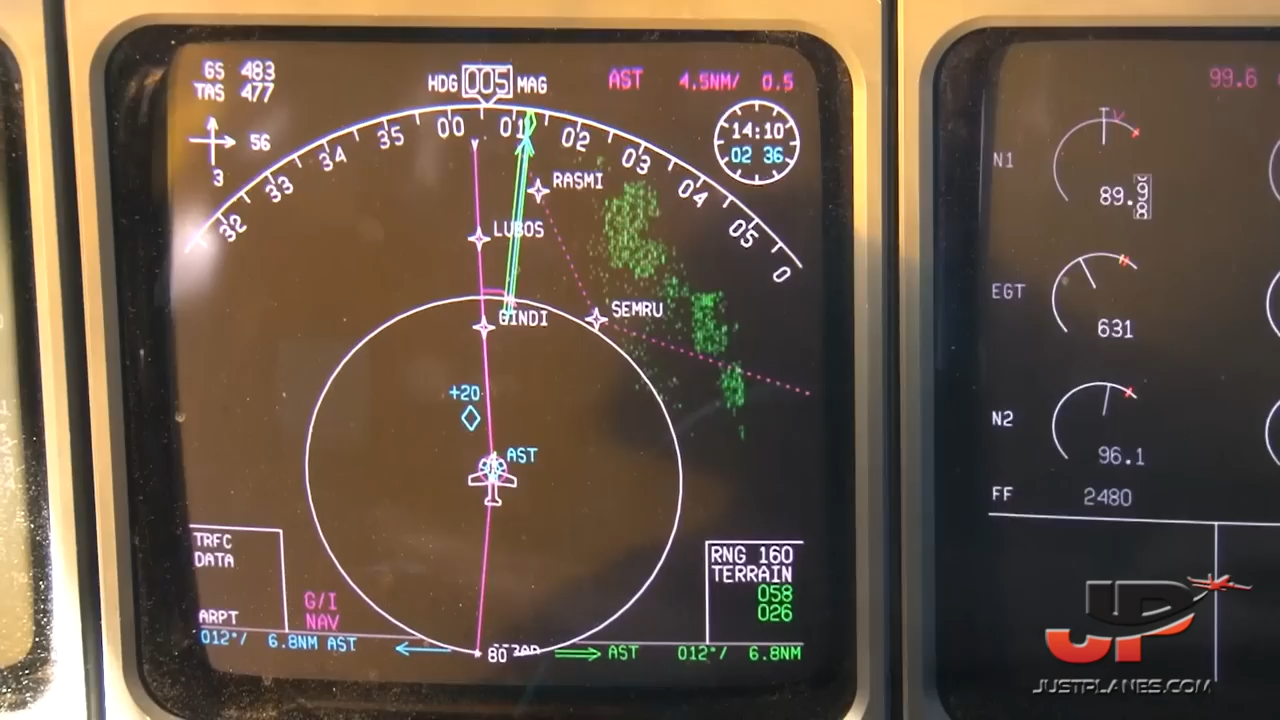 GS 483
TAS 477
HDG 005 MAG
AST 4.5NM/ 0.5
56
3
14:10
02 36
32 33 34 35 00 01 02 03 04 05 0
RASMI
LUBOS
GINDI
SEMRU
+20
AST
TRFC
DATA
ARPT
G/I
NAV
RNG 160
TERRAIN
058
026
012°/ 6.8NM AST
80
AST 012°/ 6.8NM
99.6
N1
89.
EGT
631
N2
96.1
FF
2480
JP
JUSTPLANES.COM